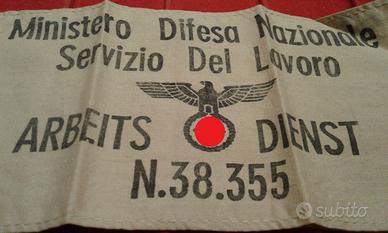 Ministero Difesa Nazionale
Servizio Del Lavoro
ARBEITS DIENST
N.38.355
subito